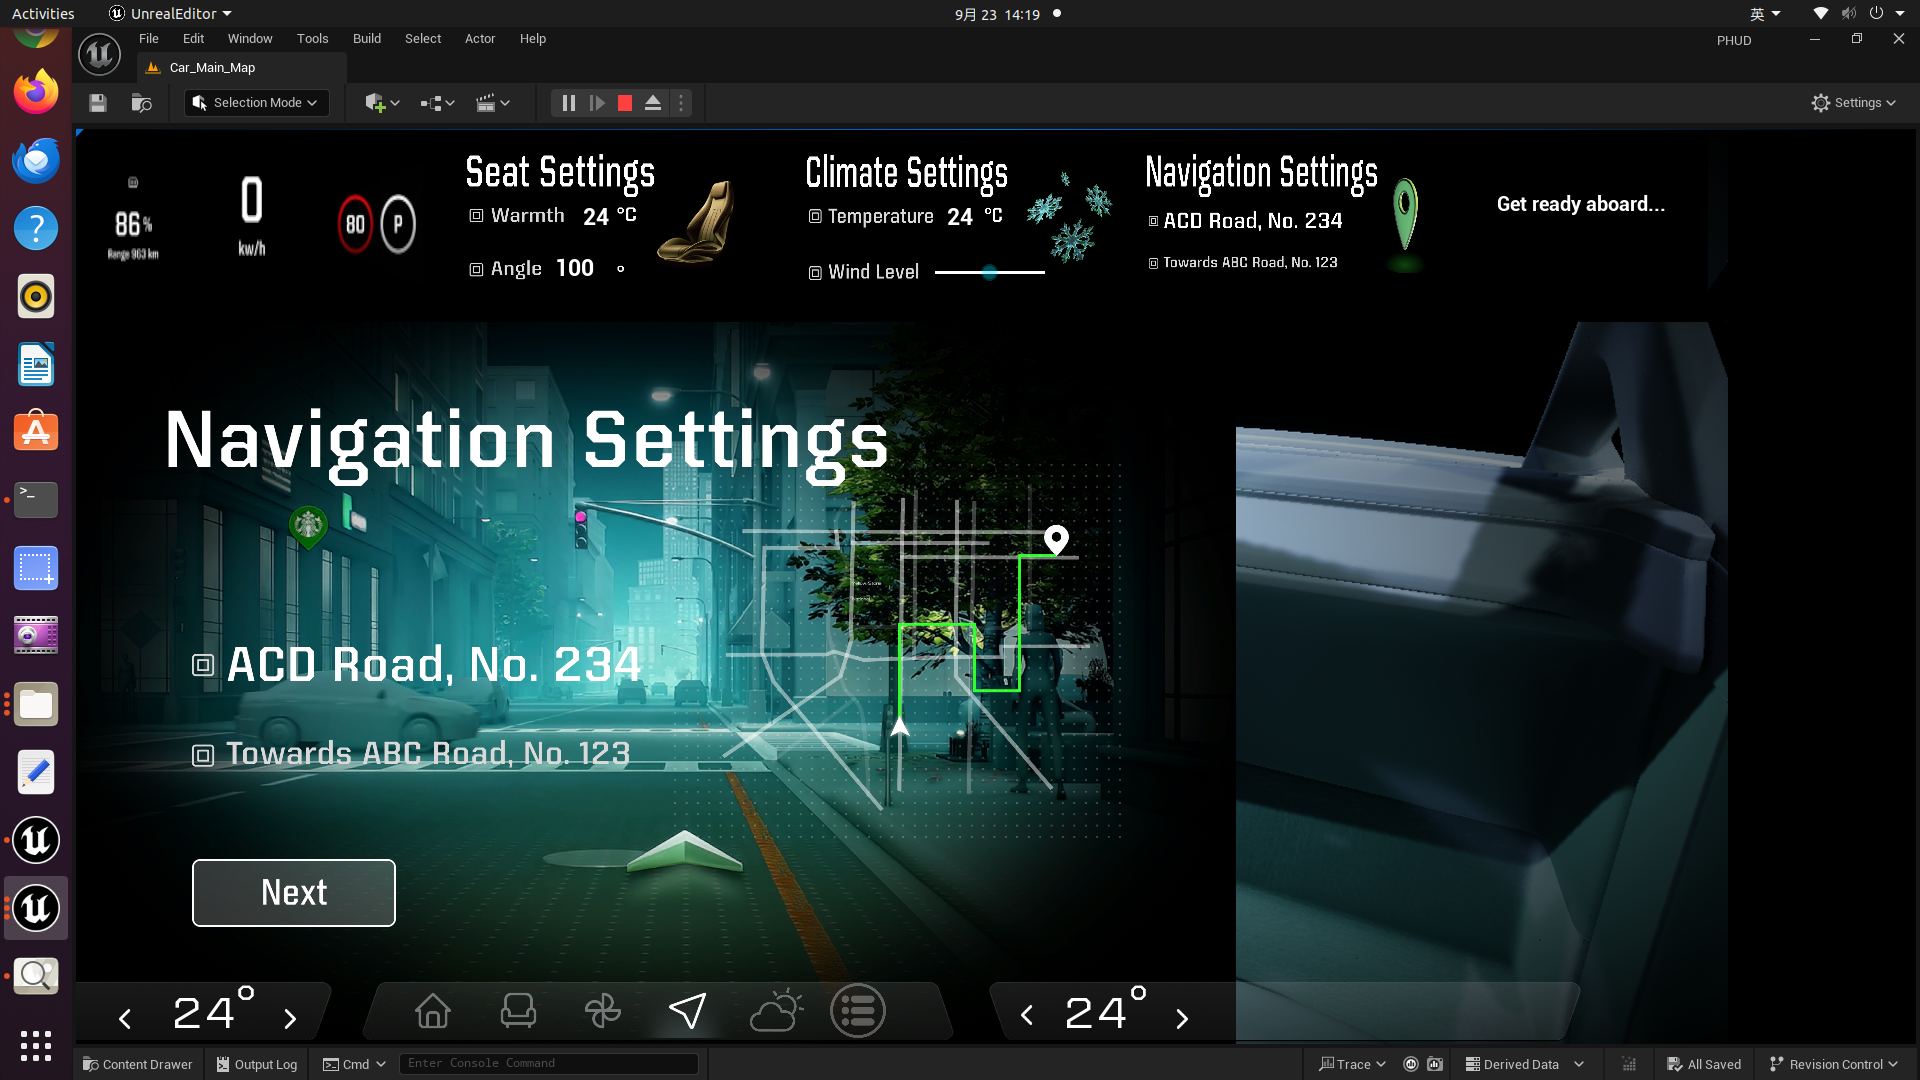 Activities UnrealEditor 9月 23 14:19 英
File Edit Window Tools Build Select Actor Help PHUD
Car_Main_Map
Selection Mode Settings
Seat Settings Climate Settings Navigation Settings
86% 0 80 P Warmth 24 °C Temperature 24 °C ACD Road, No. 234 Get ready aboard...
Range 963 km kw/h Angle 100 ° Wind Level Towards ABC Road, No. 123
Navigation Settings
ACD Road, No. 234
Towards ABC Road, No. 123
Next
24° 24°
Content Drawer Output Log Cmd Enter Console Command Trace Derived Data All Saved Revision Control